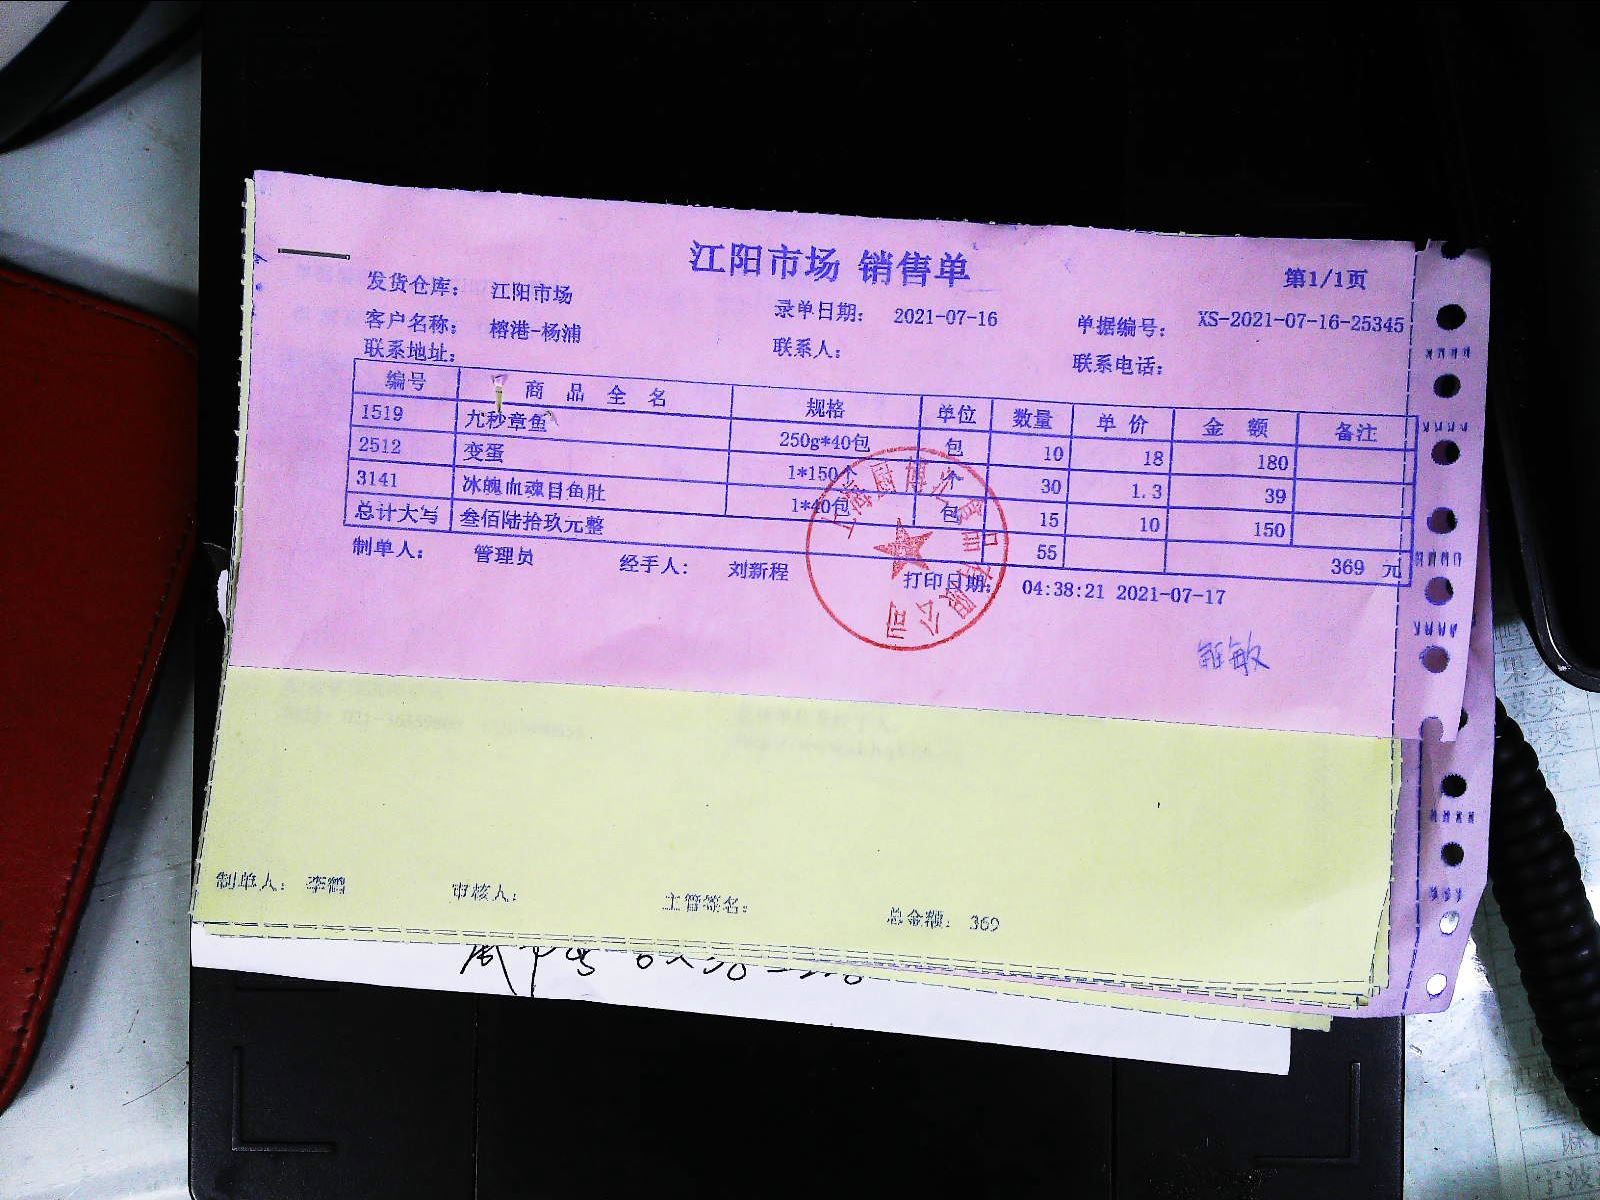 江阳市场 销售单
第1/1页
发货仓库: 江阳市场 录单日期: 2021-07-16 单据编号: XS-2021-07-16-25345
客户名称: 榕港-杨浦 联系人: 联系电话:
联系地址:
编号 商品全名 规格 单位 数量 单价 金额 备注
1519 九秒章鱼 250g*40包 包 10 18 180
2512 变蛋 1*150个 个 30 1.3 39
3141 冰魄血魂目鱼肚 1*40包 包 15 10 150
总计大写 叁佰陆拾玖元整 55 369 元
制单人: 管理员 经手人: 刘新程 打印日期: 04:38:21 2021-07-17
制单人: 李鹤 审核人: 主管签名: 总金额: 369